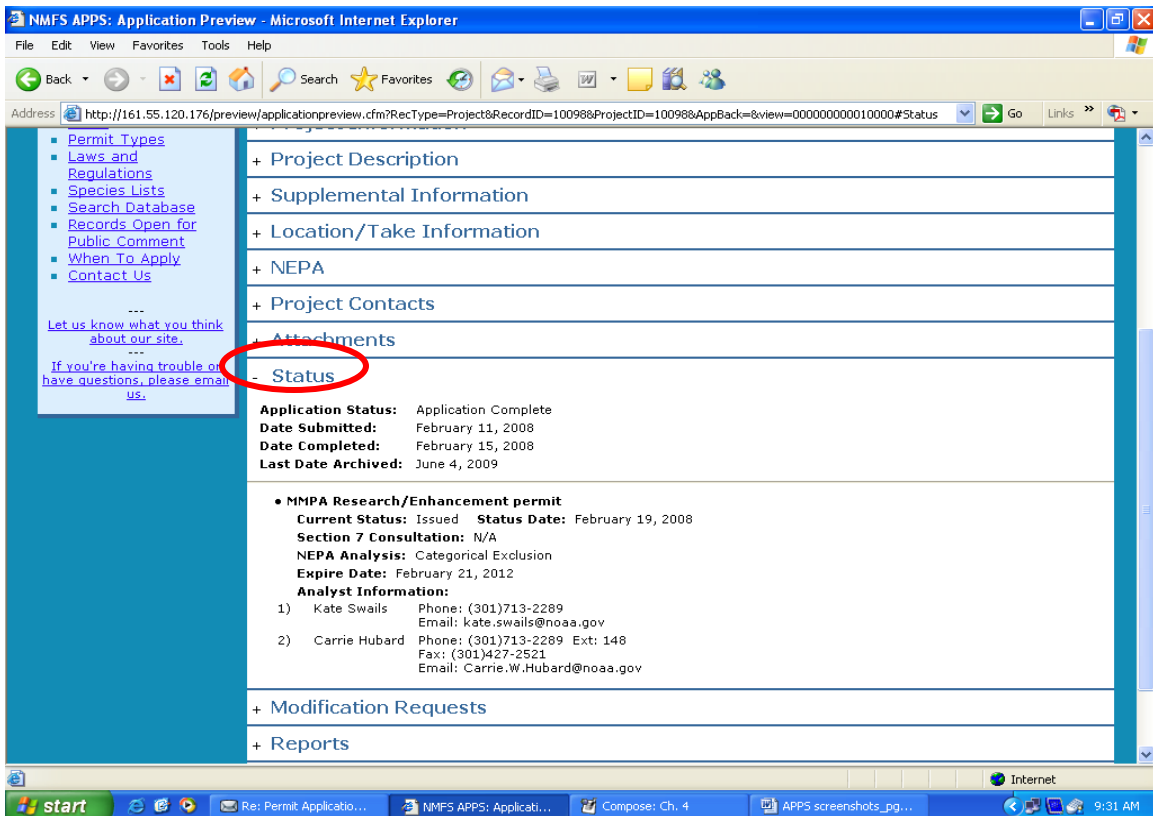 NMFS APPS: Application Preview - Microsoft Internet Explorer
File Edit View Favorites Tools Help
Back Search Favorites
Address http://161.55.120.176/preview/applicationpreview.cfm?RecType=Project&RecordID=10098&ProjectID=10098&AppBack=&view=000000000010000#Status Go Links »
Permit Types
Laws and
Regulations
Species Lists
Search Database
Records Open for
Public Comment
When To Apply
Contact Us
---
Let us know what you think
about our site.
---
If you're having trouble or
have questions, please email
us.
+ Project Information
+ Project Description
+ Supplemental Information
+ Location/Take Information
+ NEPA
+ Project Contacts
+ Attachments
- Status
Application Status: Application Complete
Date Submitted: February 11, 2008
Date Completed: February 15, 2008
Last Date Archived: June 4, 2009
• MMPA Research/Enhancement permit
Current Status: Issued Status Date: February 19, 2008
Section 7 Consultation: N/A
NEPA Analysis: Categorical Exclusion
Expire Date: February 21, 2012
Analyst Information:
1) Kate Swails Phone: (301)713-2289
Email: kate.swails@noaa.gov
2) Carrie Hubard Phone: (301)713-2289 Ext: 148
Fax: (301)427-2521
Email: Carrie.W.Hubard@noaa.gov
+ Modification Requests
+ Reports
Internet
start Re: Permit Applicatio... NMFS APPS: Applicati... Compose: Ch. 4 APPS screenshots_pg... 9:31 AM